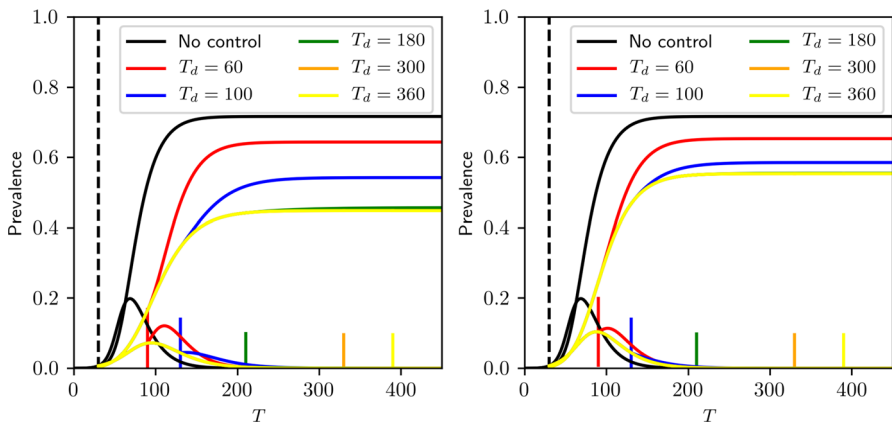 1.0
0.8
0.6
0.4
0.2
0.0
Prevalence
0 100 200 300 400
T
No control
T_d = 60
T_d = 100
T_d = 180
T_d = 300
T_d = 360
1.0
0.8
0.6
0.4
0.2
0.0
Prevalence
0 100 200 300 400
T
No control
T_d = 60
T_d = 100
T_d = 180
T_d = 300
T_d = 360